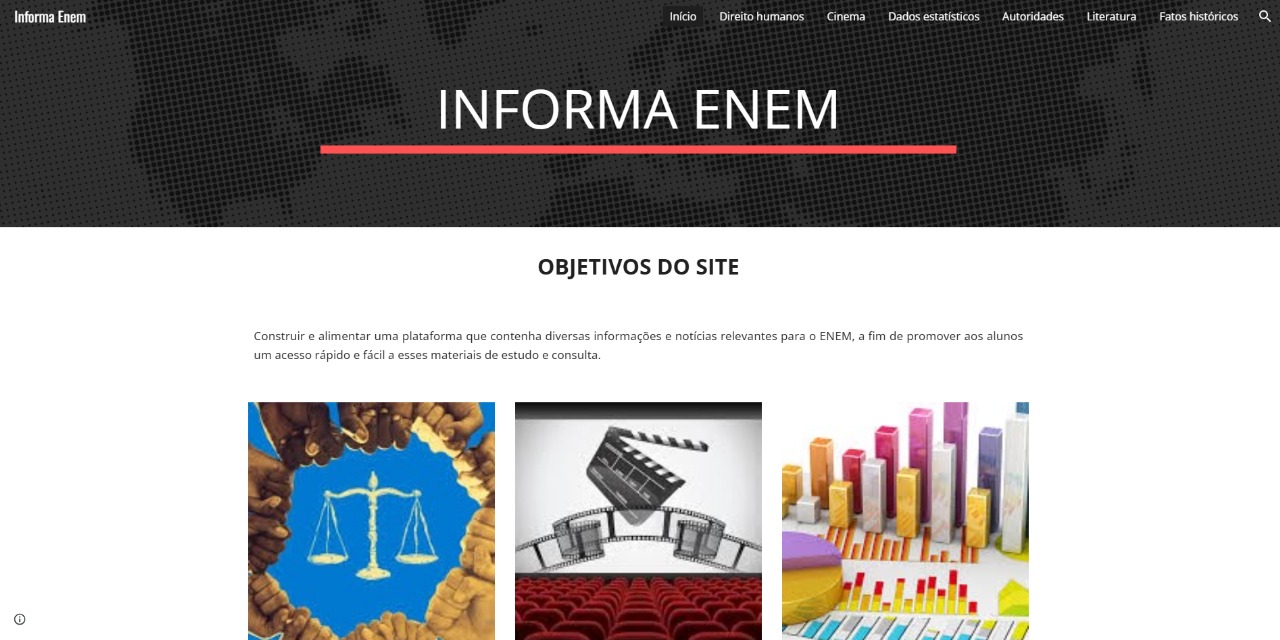 Informa Enem
Início
Direito humanos
Cinema
Dados estatísticos
Autoridades
Literatura
Fatos históricos
INFORMA ENEM
OBJETIVOS DO SITE
Construir e alimentar uma plataforma que contenha diversas informações e notícias relevantes para o ENEM, a fim de promover aos alunos
um acesso rápido e fácil a esses materiais de estudo e consulta.